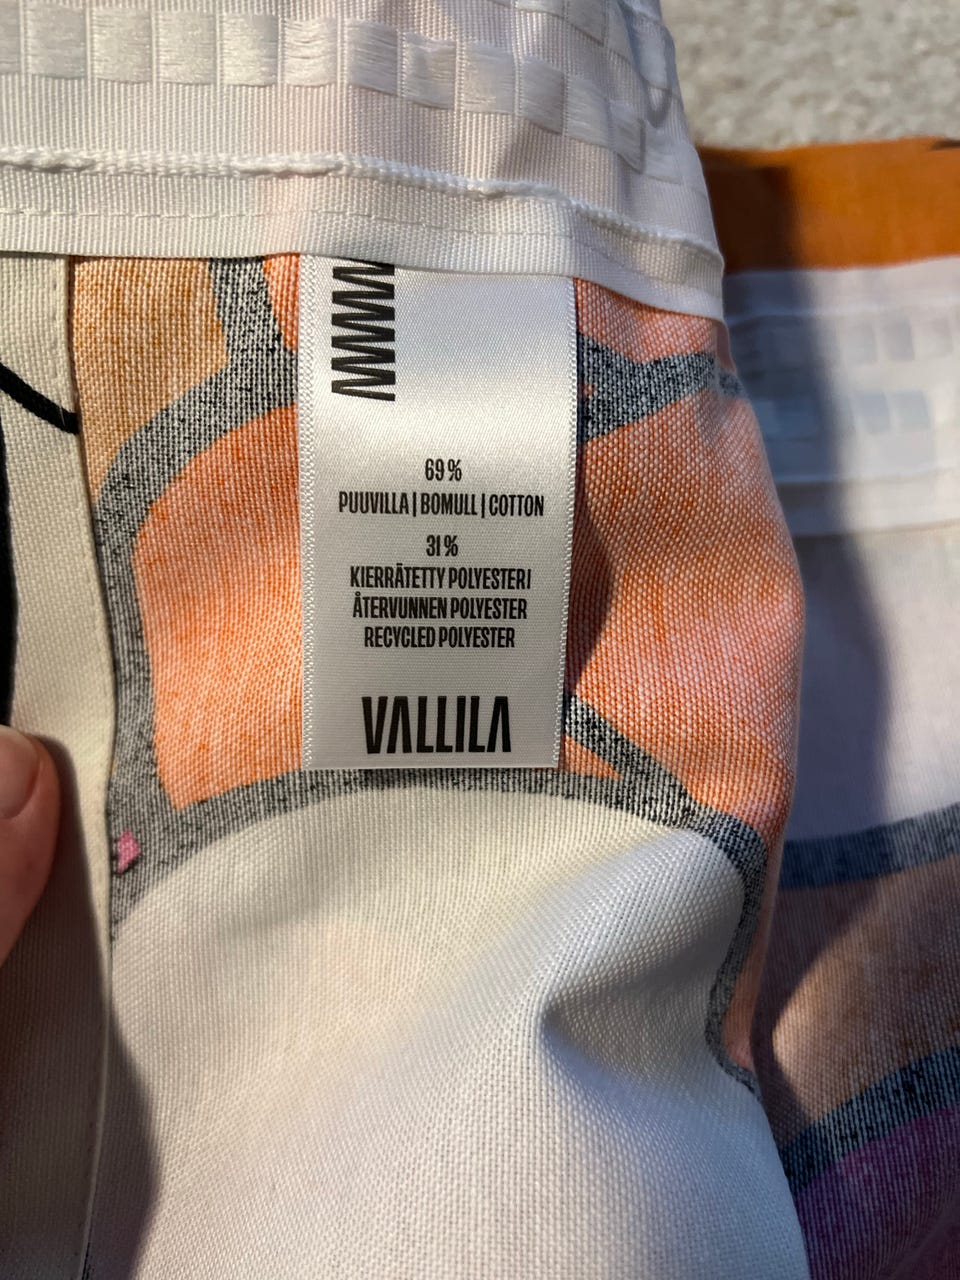 69%
PUUVILLA | BOMULL | COTTON
31%
KIERRÄTETTY POLYESTERI
ÅTERVUNNEN POLYESTER
RECYCLED POLYESTER
VALLILA